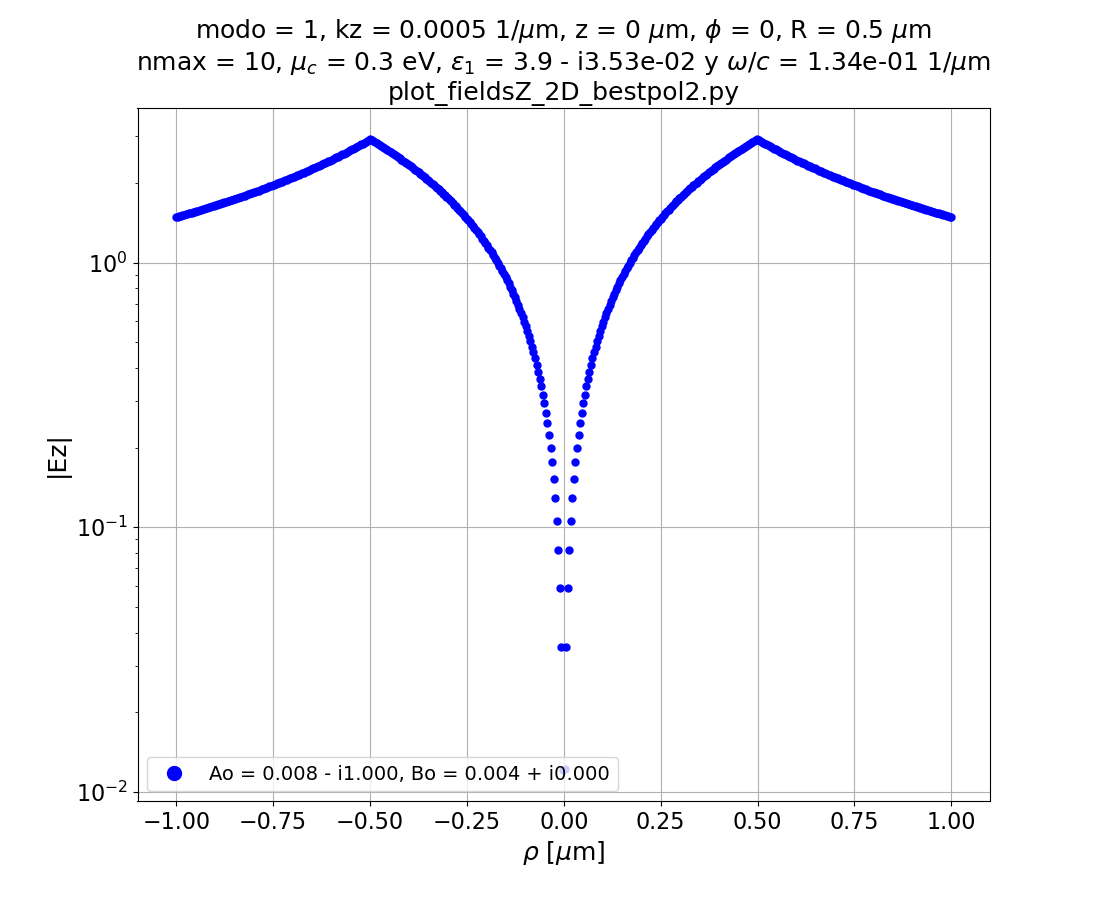 modo = 1, kz = 0.0005 1/μm, z = 0 μm, ϕ = 0, R = 0.5 μm
nmax = 10, μ_c = 0.3 eV, ε₁ = 3.9 - i3.53e-02 y ω/c = 1.34e-01 1/μm
plot_fieldsZ_2D_bestpol2.py
|Ez|
10⁰
10⁻¹
10⁻²
Ao = 0.008 - i1.000, Bo = 0.004 + i0.000
−1.00 −0.75 −0.50 −0.25 0.00 0.25 0.50 0.75 1.00
ρ [μm]